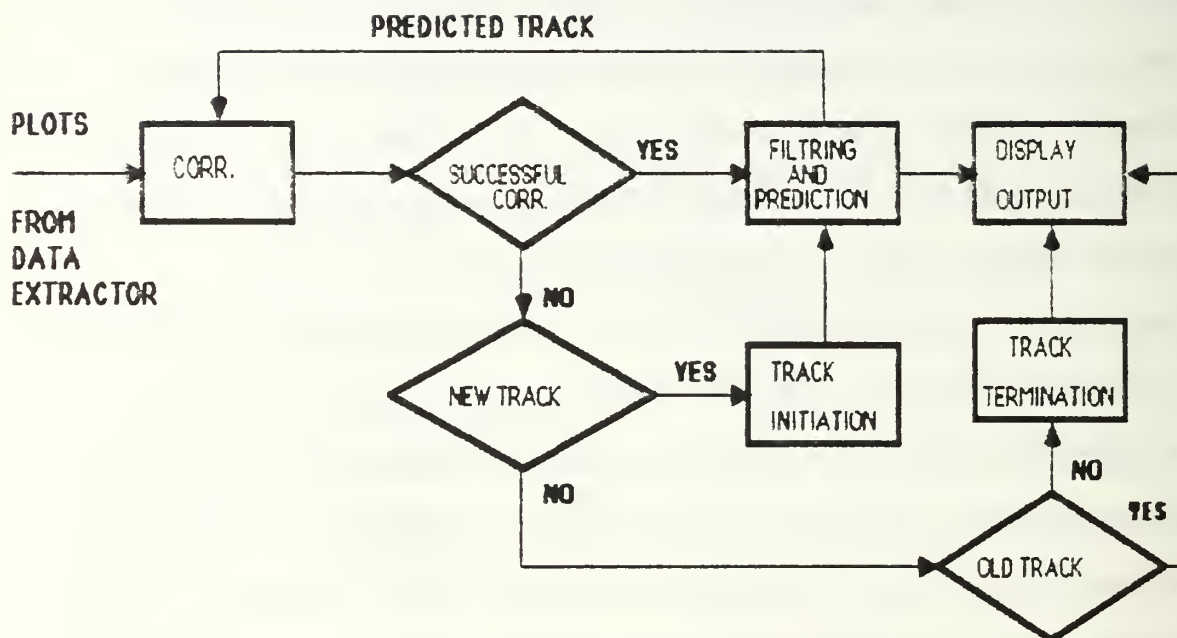 PREDICTED TRACK
PLOTS
FROM
DATA
EXTRACTOR
CORR.
SUCCESSFUL
CORR.
YES
FILTRING
AND
PREDICTION
DISPLAY
OUTPUT
NO
NEW TRACK
YES
TRACK
INITIATION
TRACK
TERMINATION
NO
NO
YES
OLD TRACK